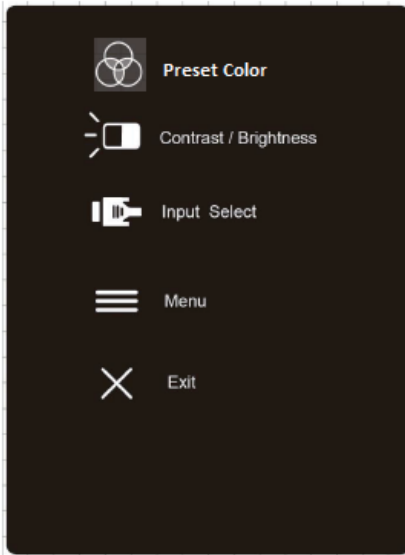 Preset Color
Contrast / Brightness
Input Select
Menu
Exit